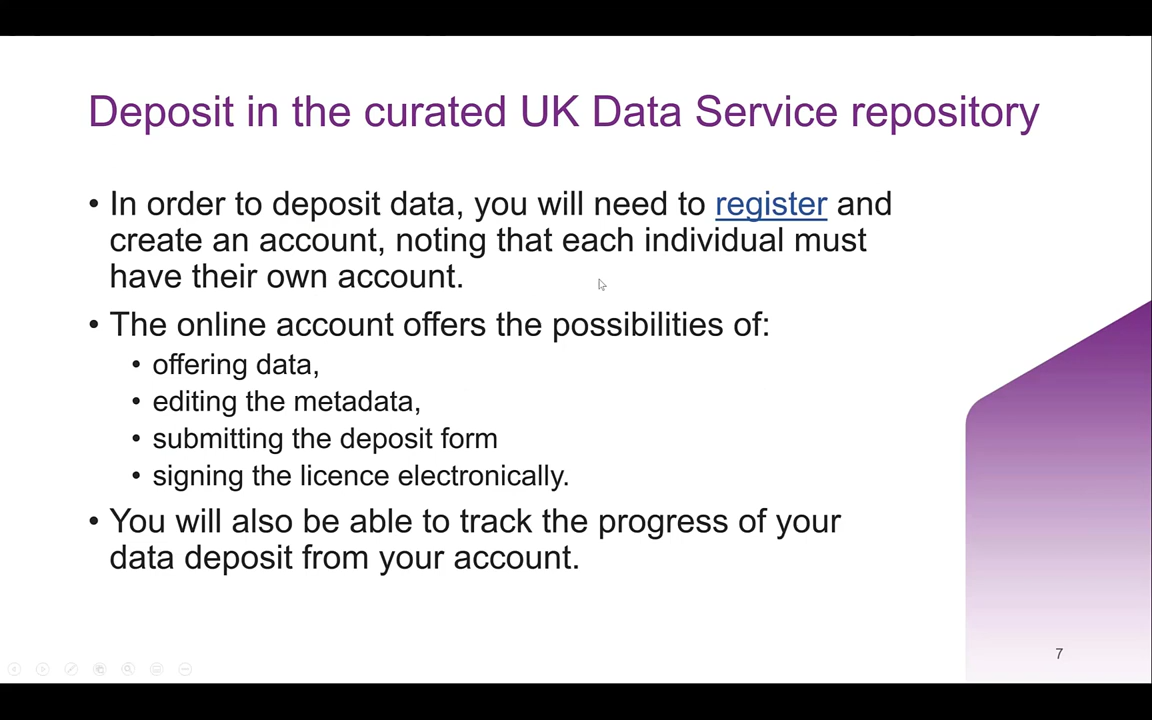 Deposit in the curated UK Data Service repository
• In order to deposit data, you will need to register and
create an account, noting that each individual must
have their own account.
• The online account offers the possibilities of:
• offering data,
• editing the metadata,
• submitting the deposit form
• signing the licence electronically.
• You will also be able to track the progress of your
data deposit from your account.
7